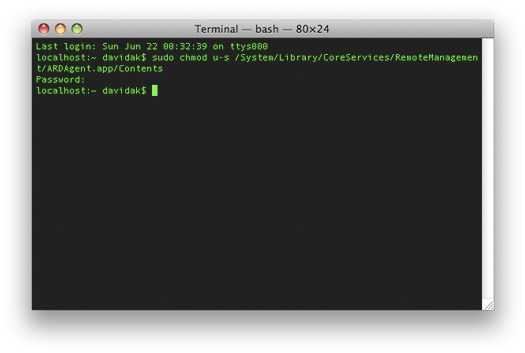 Terminal — bash — 80×24
Last login: Sun Jun 22 00:32:39 on ttys000
localhost:~ davidak$ sudo chmod u-s /System/Library/CoreServices/RemoteManagemen
t/ARDAgent.app/Contents
Password:
localhost:~ davidak$